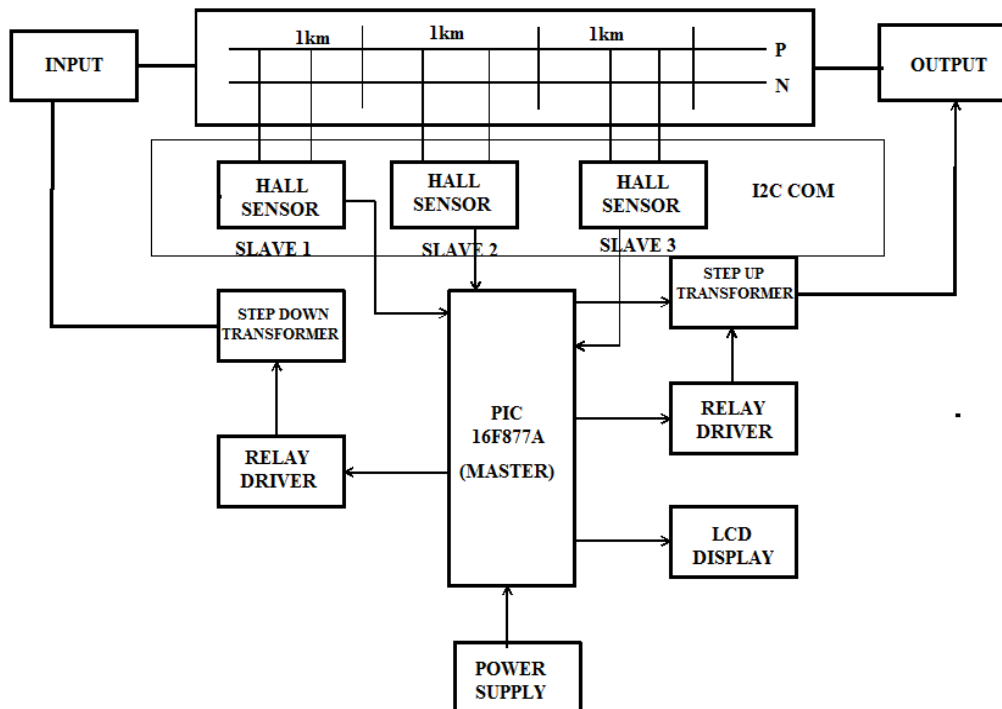 1km
1km
1km
INPUT
P
N
OUTPUT
HALL
SENSOR
HALL
SENSOR
HALL
SENSOR
I2C COM
SLAVE 1
SLAVE 2
SLAVE 3
STEP UP
TRANSFORMER
STEP DOWN
TRANSFORMER
PIC
16F877A
(MASTER)
RELAY
DRIVER
RELAY
DRIVER
LCD
DISPLAY
POWER
SUPPLY